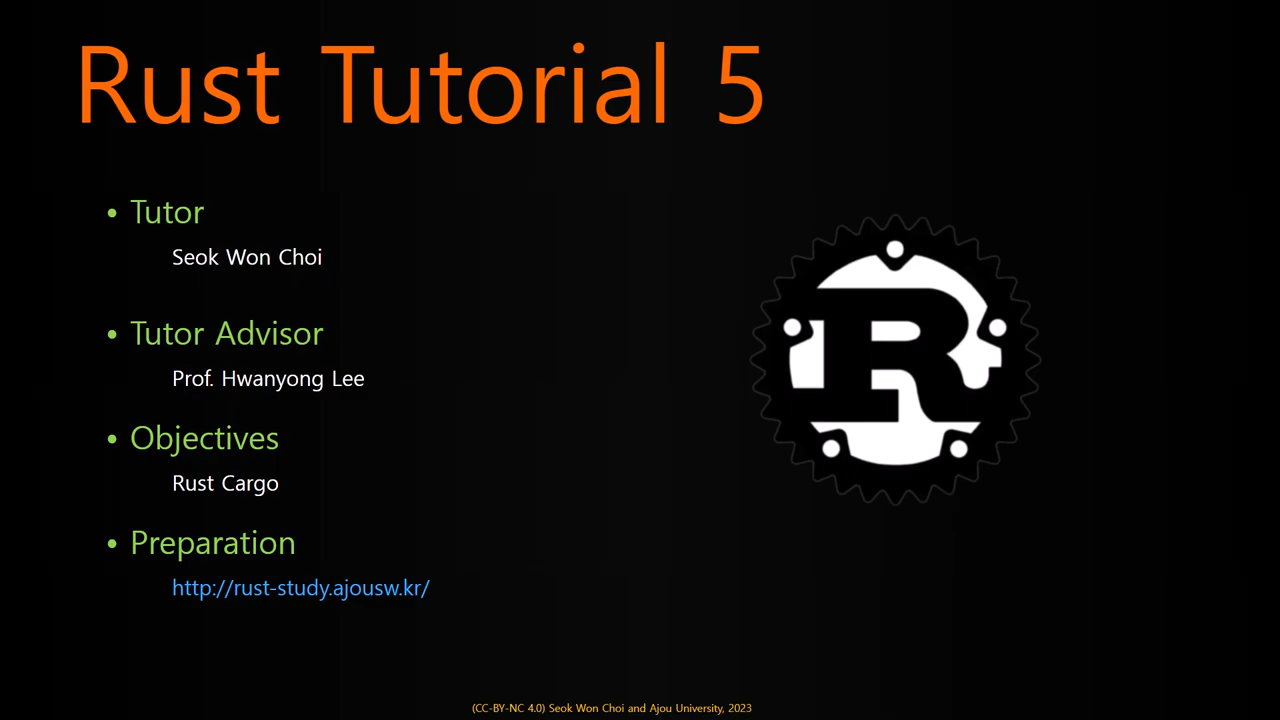 Rust Tutorial 5
• Tutor
Seok Won Choi
• Tutor Advisor
Prof. Hwanyong Lee
• Objectives
Rust Cargo
• Preparation
http://rust-study.ajousw.kr/
R
(CC-BY-NC 4.0) Seok Won Choi and Ajou University, 2023